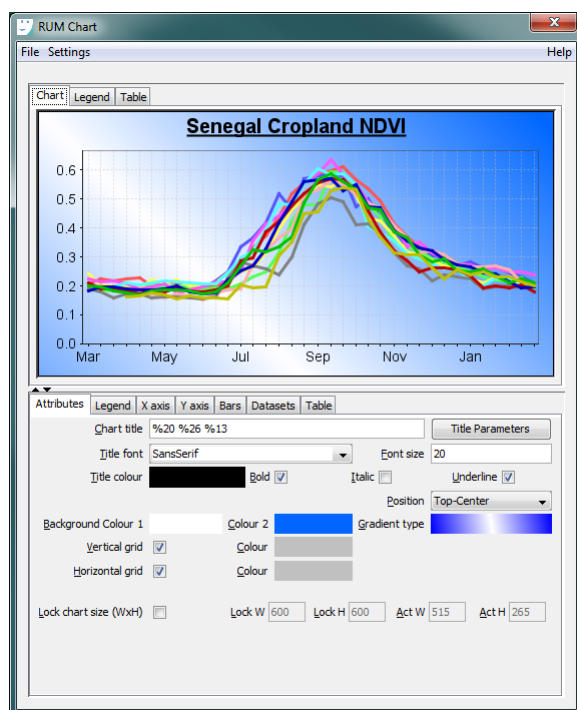 RUM Chart
File Settings Help
Chart Legend Table
Senegal Cropland NDVI
0.6
0.5
0.4
0.3
0.2
0.1
0.0
Mar May Jul Sep Nov Jan
Attributes Legend X axis Y axis Bars Datasets Table
Chart title %20 %26 %13 Title Parameters
Title font SansSerif Font size 20
Title colour Bold Italic Underline
Position Top-Center
Background Colour 1 Colour 2 Gradient type
Vertical grid Colour
Horizontal grid Colour
Lock chart size (WxH) Lock W 600 Lock H 600 Act W 515 Act H 265